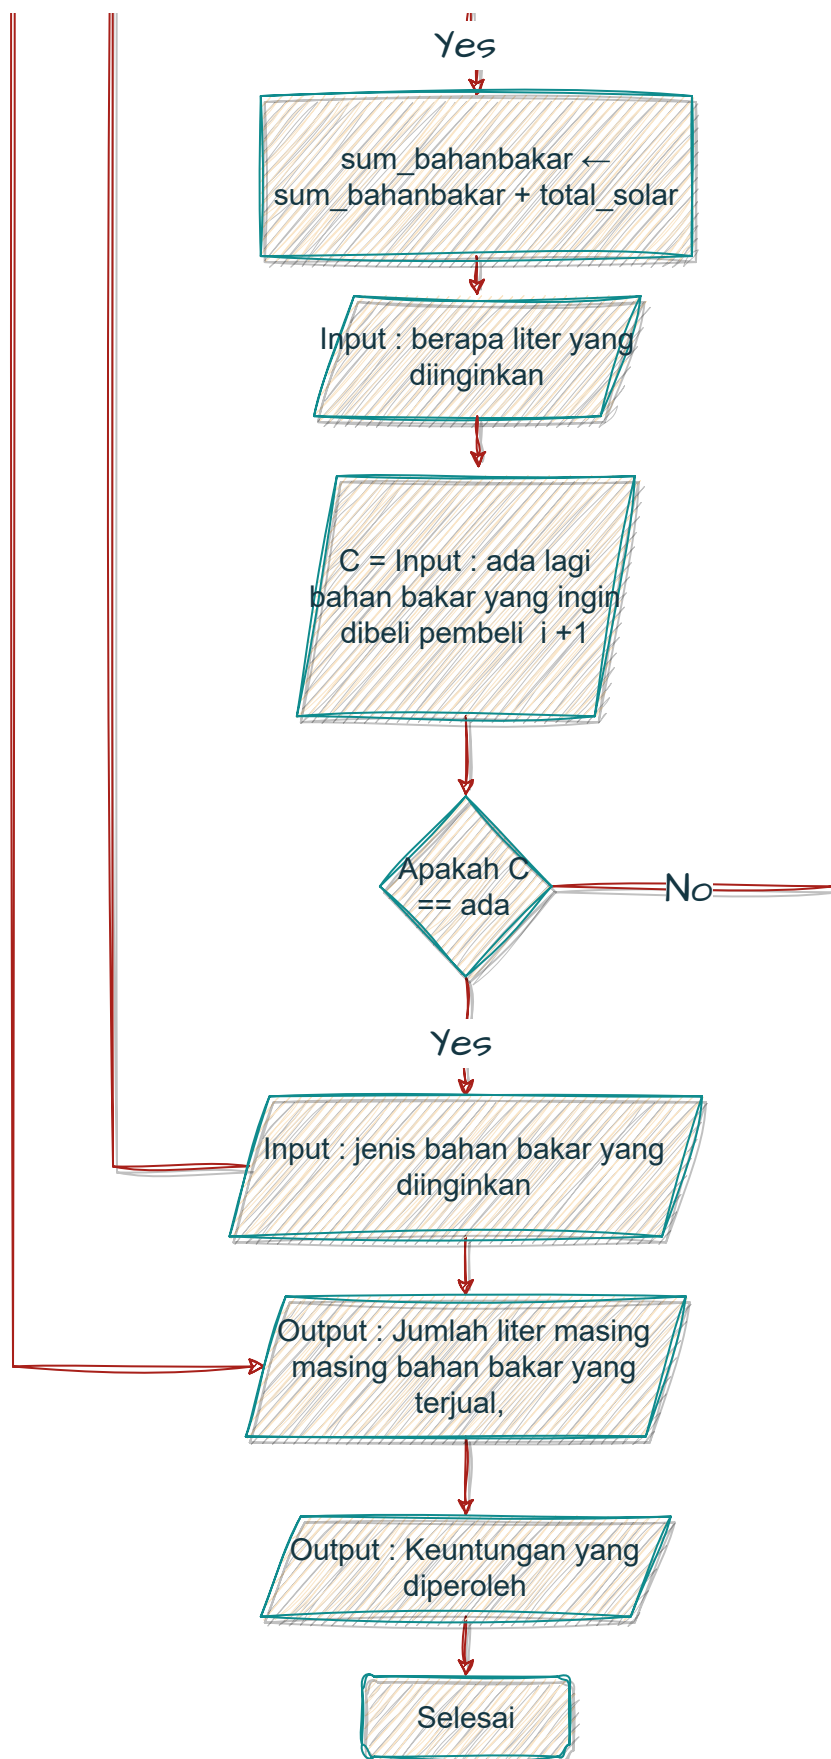 Yes
sum_bahanbakar ←
sum_bahanbakar + total_solar
Input : berapa liter yang
diinginkan
C = Input : ada lagi
bahan bakar yang ingin
dibeli pembeli  i +1
Apakah C
== ada
No
Yes
Input : jenis bahan bakar yang
diinginkan
Output : Jumlah liter masing
masing bahan bakar yang
terjual,
Output : Keuntungan yang
diperoleh
Selesai